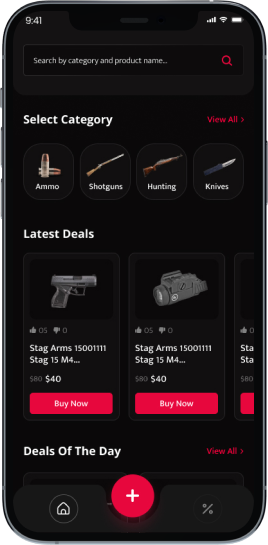 9:41
Search by category and product name...
Select Category
View All >
Ammo
Shotguns
Hunting
Knives
Latest Deals
05 0
05 0
0
Stag Arms 15001111
Stag 15 M4...
Stag Arms 15001111
Stag 15 M4...
Sta
Sta
$80 $40
$80 $40
$80
Buy Now
Buy Now
Deals Of The Day
View All >
+
%